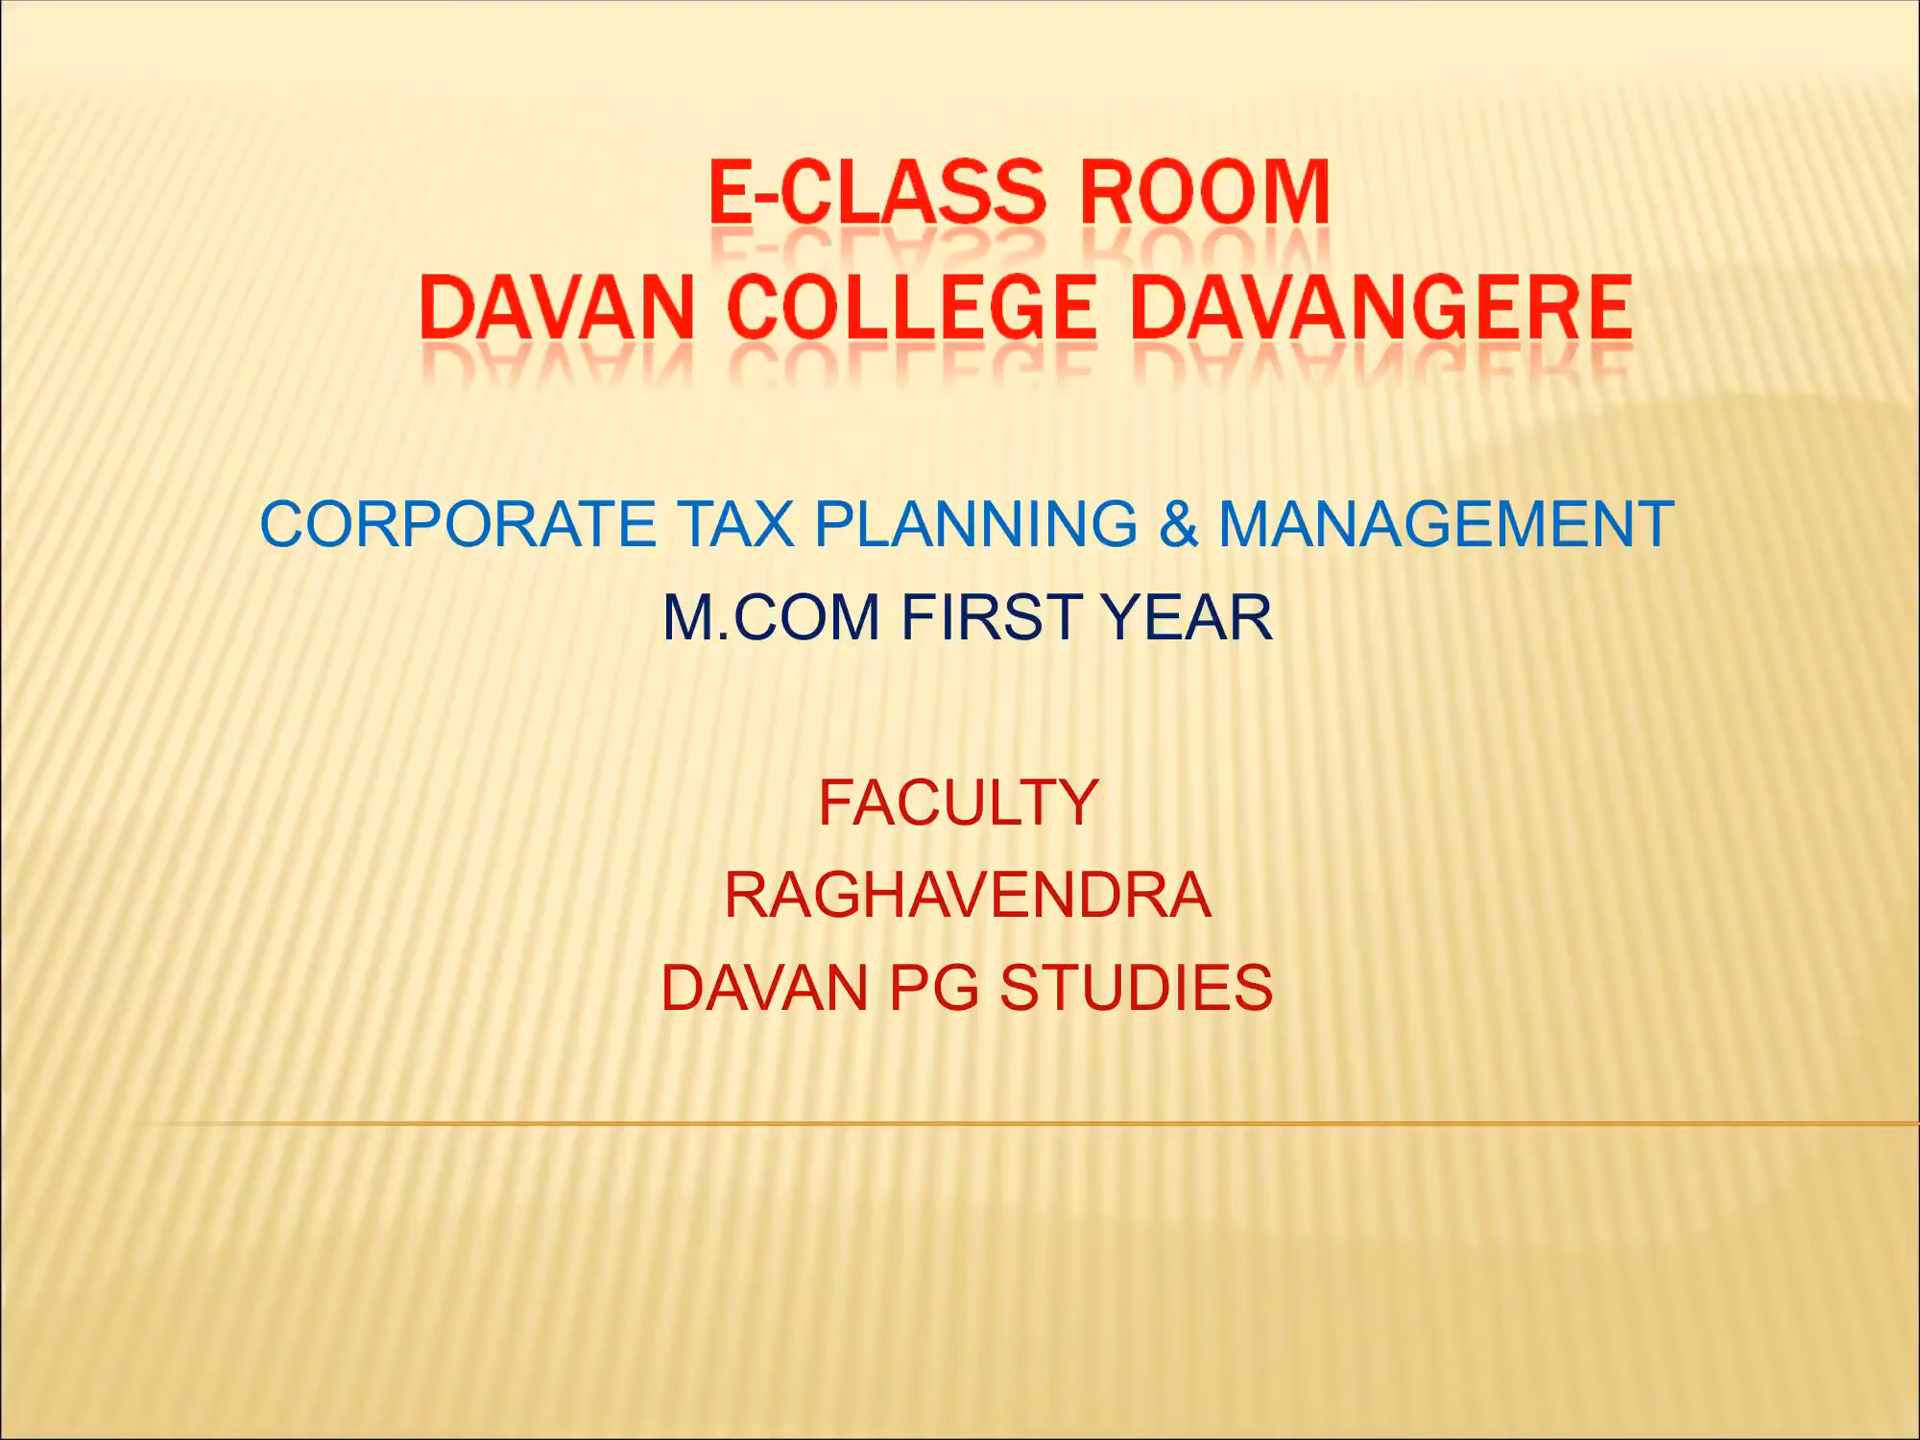 E-CLASS ROOM
DAVAN COLLEGE DAVANGERE
CORPORATE TAX PLANNING & MANAGEMENT
M.COM FIRST YEAR
FACULTY
RAGHAVENDRA
DAVAN PG STUDIES